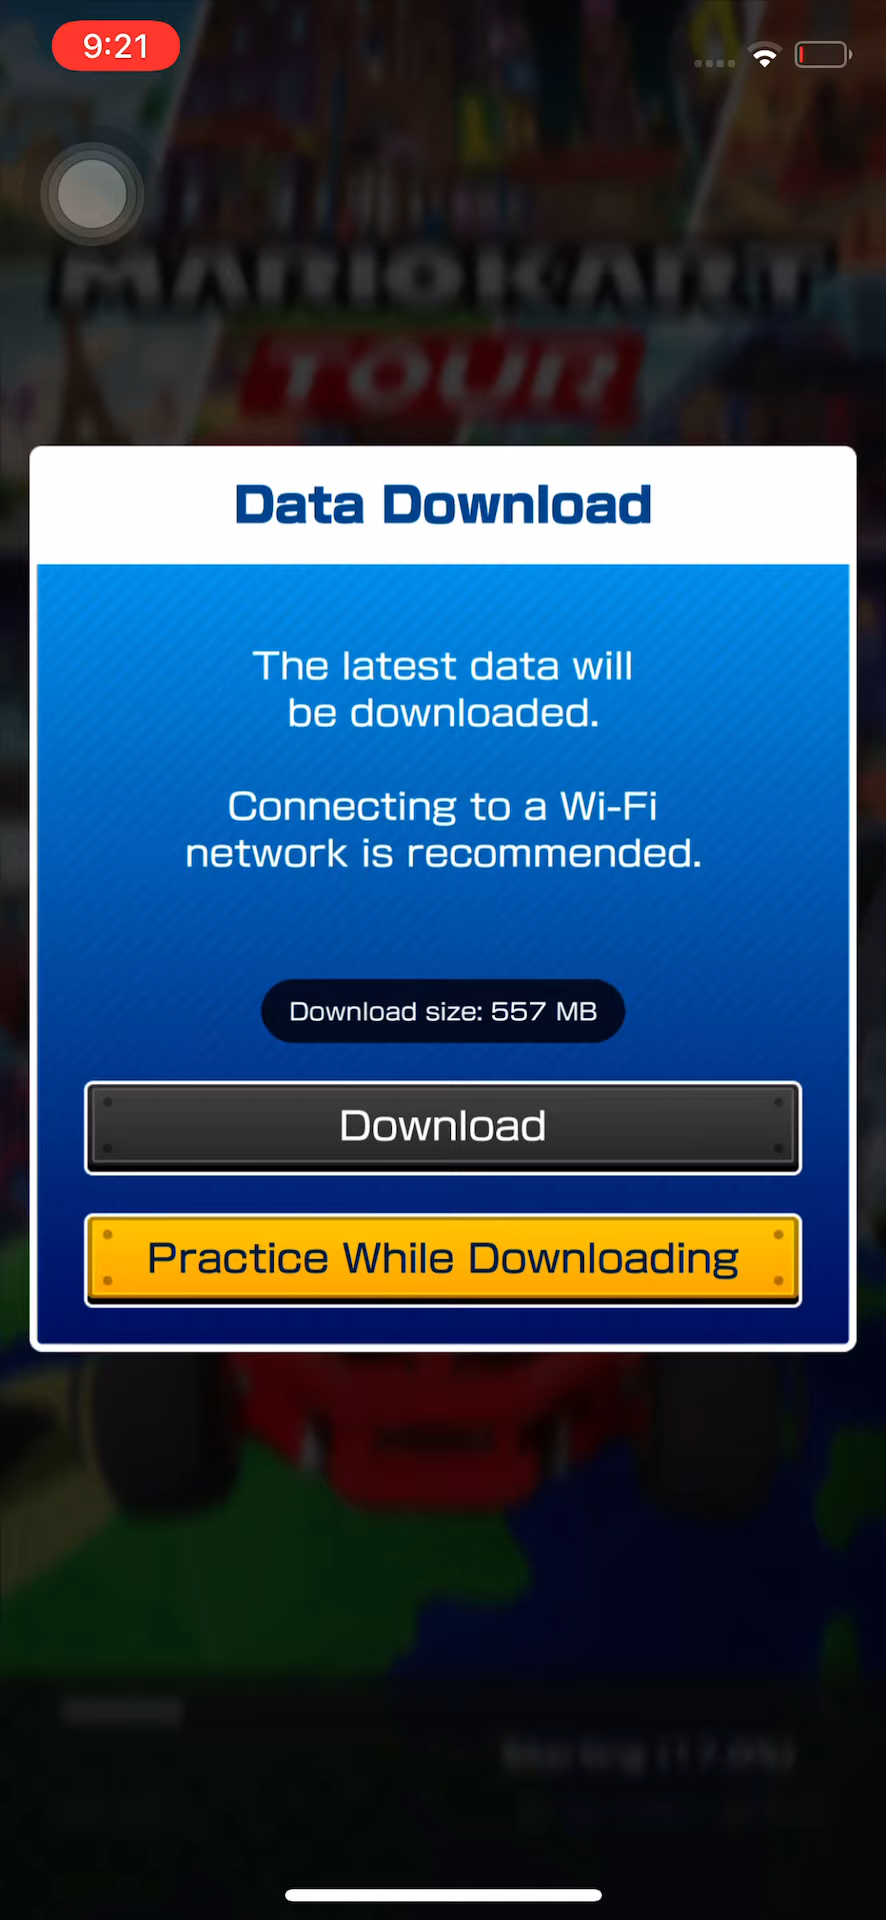 9:21
MARIOKART
TOUR
Data Download
The latest data will
be downloaded.
Connecting to a Wi-Fi
network is recommended.
Download size: 557 MB
Download
Practice While Downloading